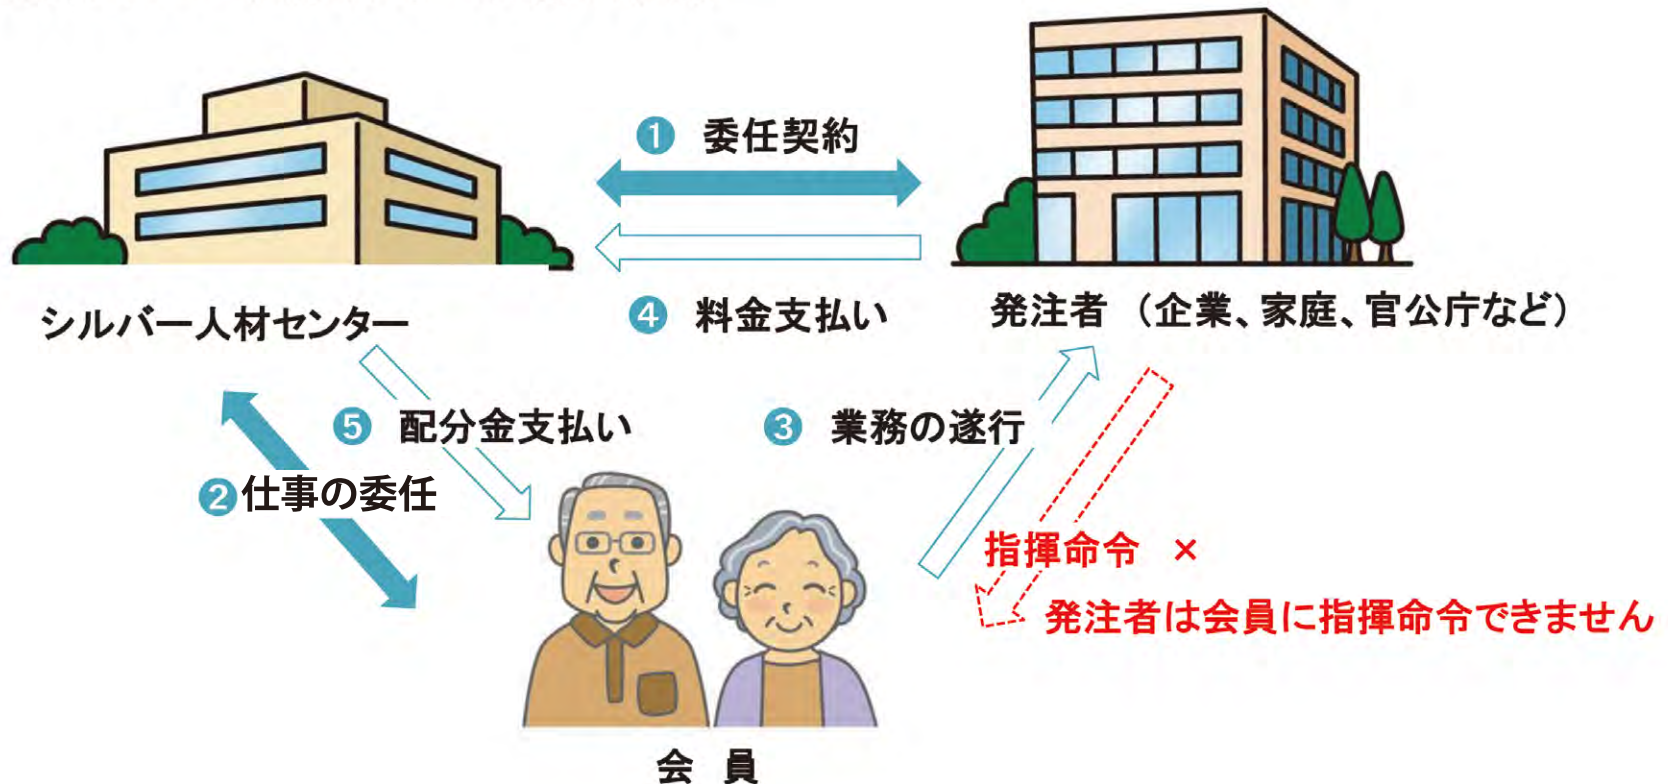 ❶ 委任契約
❹ 料金支払い
シルバー人材センター
発注者 （企業、家庭、官公庁など）
❺ 配分金支払い
❸ 業務の遂行
❷仕事の委任
指揮命令 ×
発注者は会員に指揮命令できません
会 員